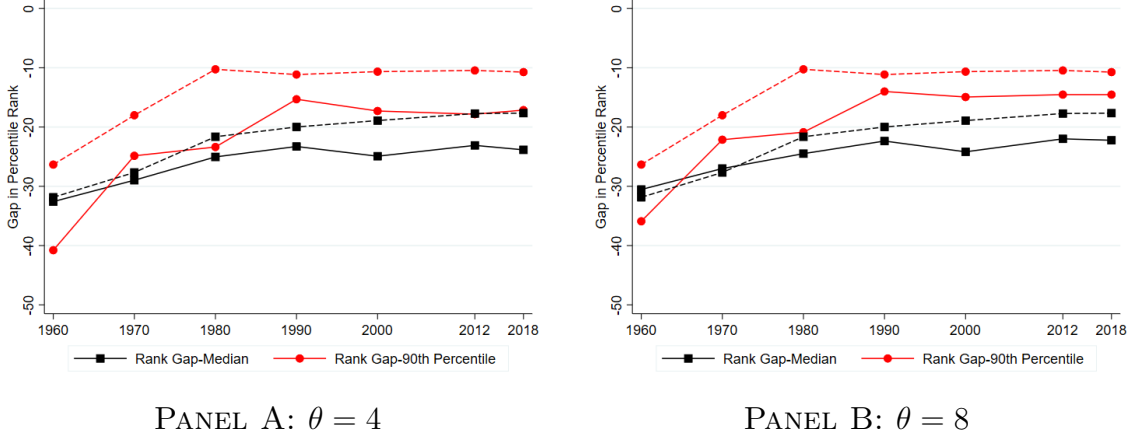 0
-10
-20
-30
-40
-50
Gap in Percentile Rank
1960 1970 1980 1990 2000 2012 2018
Rank Gap-Median Rank Gap-90th Percentile
PANEL A: θ = 4
0
-10
-20
-30
-40
-50
Gap in Percentile Rank
1960 1970 1980 1990 2000 2012 2018
Rank Gap-Median Rank Gap-90th Percentile
PANEL B: θ = 8